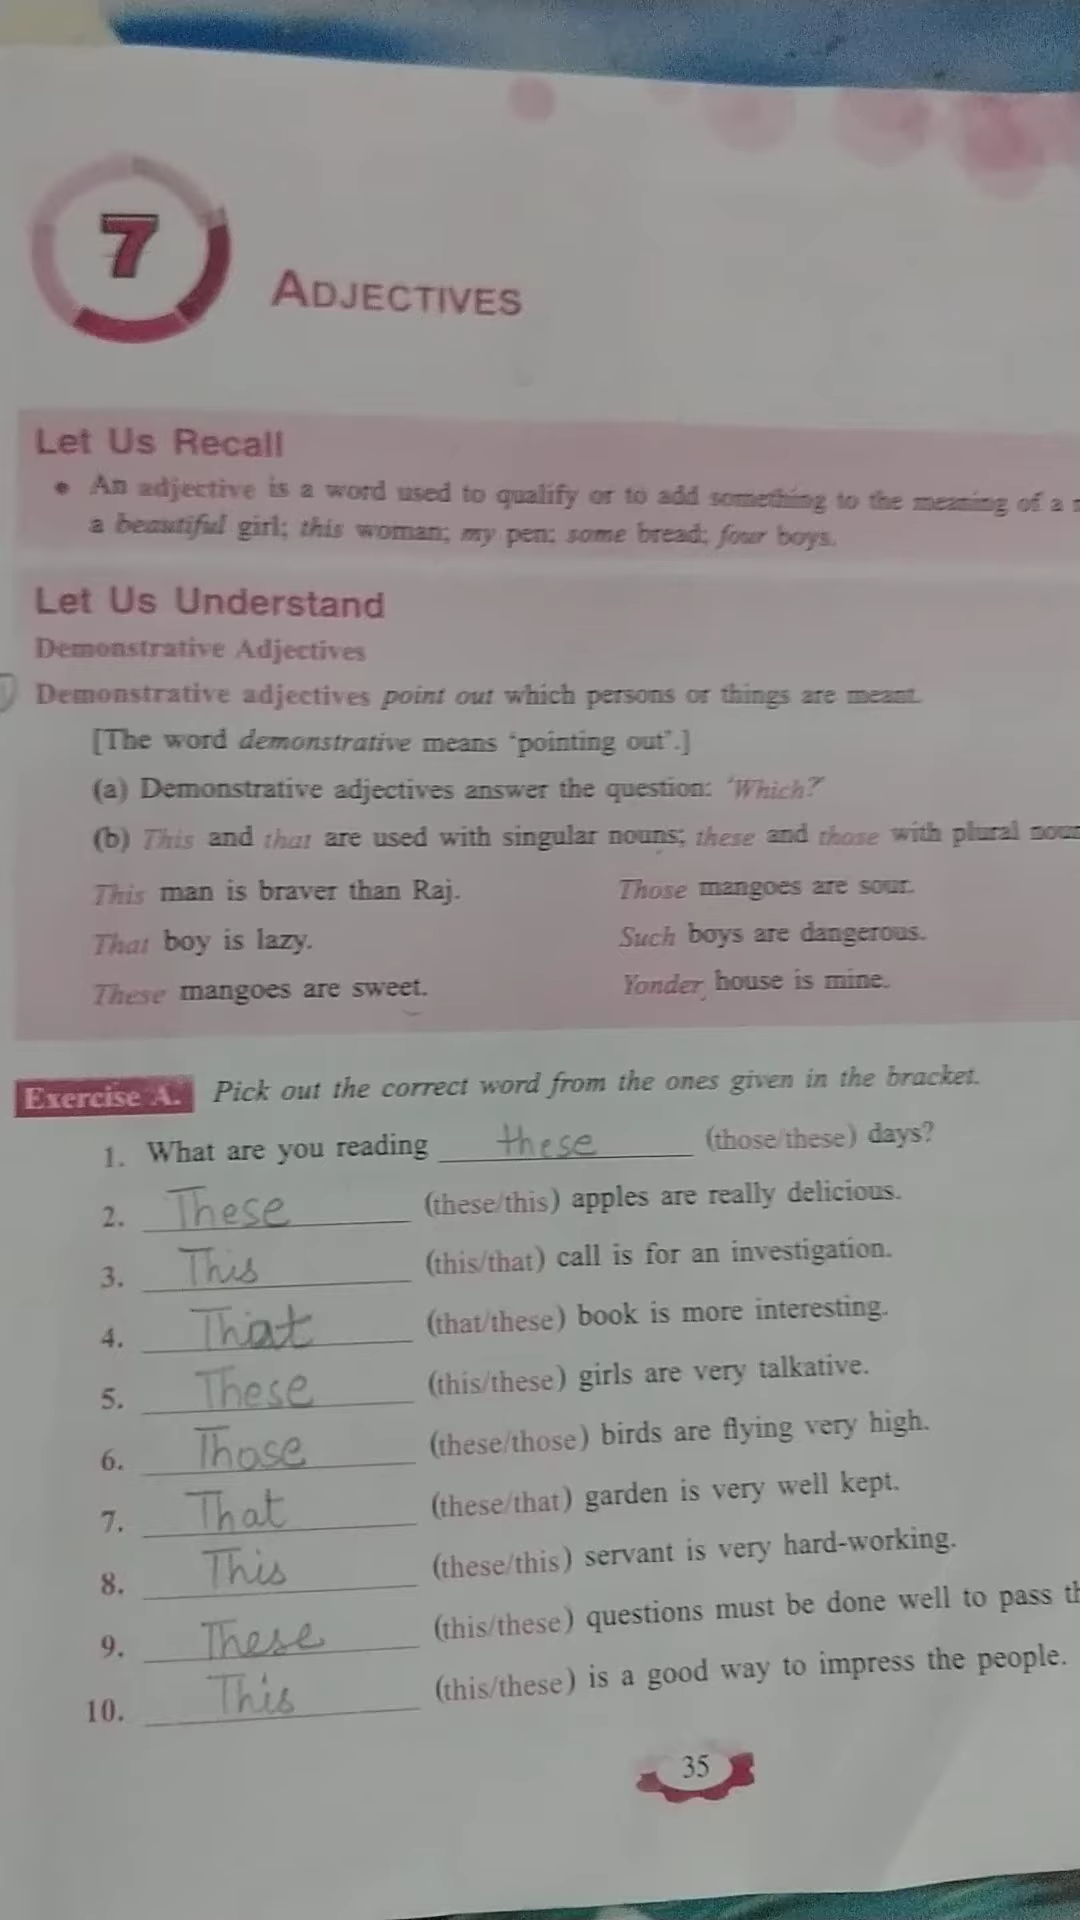 7
ADJECTIVES
Let Us Recall
• An adjective is a word used to qualify or to add something to the meaning of a
a beautiful girl; this woman; my pen; some bread; four boys.
Let Us Understand
Demonstrative Adjectives
Demonstrative adjectives point out which persons or things are meant.
[The word demonstrative means 'pointing out'.]
(a) Demonstrative adjectives answer the question: 'Which?'
(b) This and that are used with singular nouns; these and those with plural
This man is braver than Raj. Those mangoes are sour.
That boy is lazy. Such boys are dangerous.
These mangoes are sweet. Yonder house is mine.
Exercise A. Pick out the correct word from the ones given in the bracket.
1. What are you reading these (those/these) days?
2. These (these/this) apples are really delicious.
3. This (this/that) call is for an investigation.
4. That (that/these) book is more interesting.
5. These (this/these) girls are very talkative.
6. Those (these/those) birds are flying very high.
7. That (these/that) garden is very well kept.
8. This (these/this) servant is very hard-working.
9. These (this/these) questions must be done well to pass
10. This (this/these) is a good way to impress the people.
35